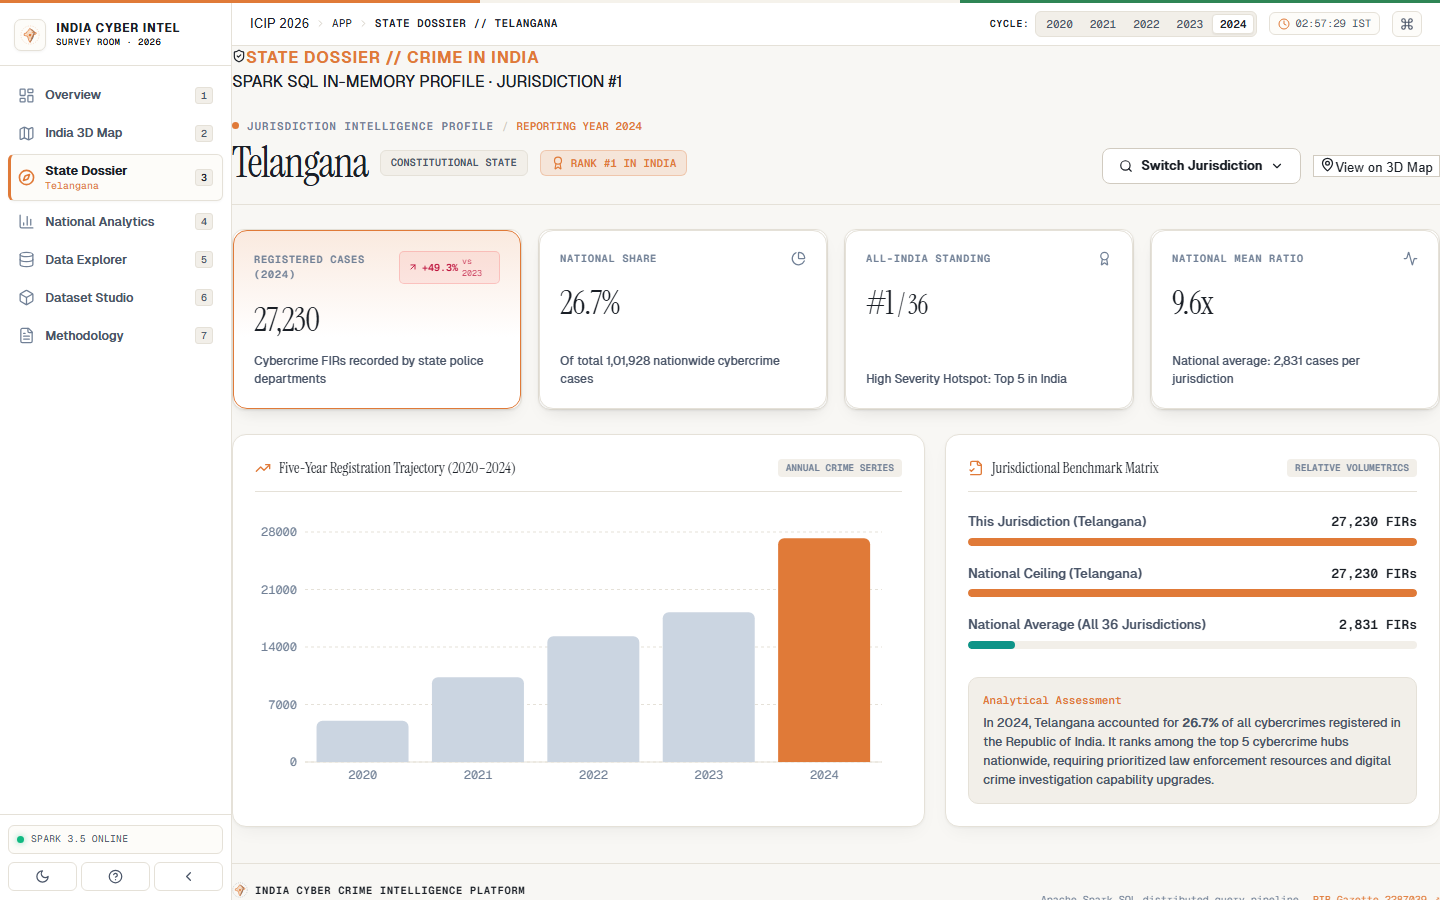 INDIA CYBER INTEL
SURVEY ROOM · 2026
ICIP 2026 APP STATE DOSSIER // TELANGANA
CYCLE: 2020 2021 2022 2023 2024
02:57:29 IST
Overview 1
India 3D Map 2
State Dossier
Telangana
3
National Analytics 4
Data Explorer 5
Dataset Studio 6
Methodology 7
SPARK 3.5 ONLINE
STATE DOSSIER // CRIME IN INDIA
SPARK SQL IN-MEMORY PROFILE · JURISDICTION #1
JURISDICTION INTELLIGENCE PROFILE / REPORTING YEAR 2024
Telangana
CONSTITUTIONAL STATE
RANK #1 IN INDIA
Switch Jurisdiction
View on 3D Map
REGISTERED CASES
(2024)
+49.3% vs
2023
27,230
Cybercrime FIRs recorded by state police
departments
NATIONAL SHARE
26.7%
Of total 1,01,928 nationwide cybercrime
cases
ALL-INDIA STANDING
#1 / 36
High Severity Hotspot: Top 5 in India
NATIONAL MEAN RATIO
9.6x
National average: 2,831 cases per
jurisdiction
Five-Year Registration Trajectory (2020–2024)
ANNUAL CRIME SERIES
28000
21000
14000
7000
0
2020 2021 2022 2023 2024
Jurisdictional Benchmark Matrix
RELATIVE VOLUMETRICS
This Jurisdiction (Telangana) 27,230 FIRs
National Ceiling (Telangana) 27,230 FIRs
National Average (All 36 Jurisdictions) 2,831 FIRs
Analytical Assessment
In 2024, Telangana accounted for 26.7% of all cybercrimes registered in
the Republic of India. It ranks among the top 5 cybercrime hubs
nationwide, requiring prioritized law enforcement resources and digital
crime investigation capability upgrades.
INDIA CYBER CRIME INTELLIGENCE PLATFORM